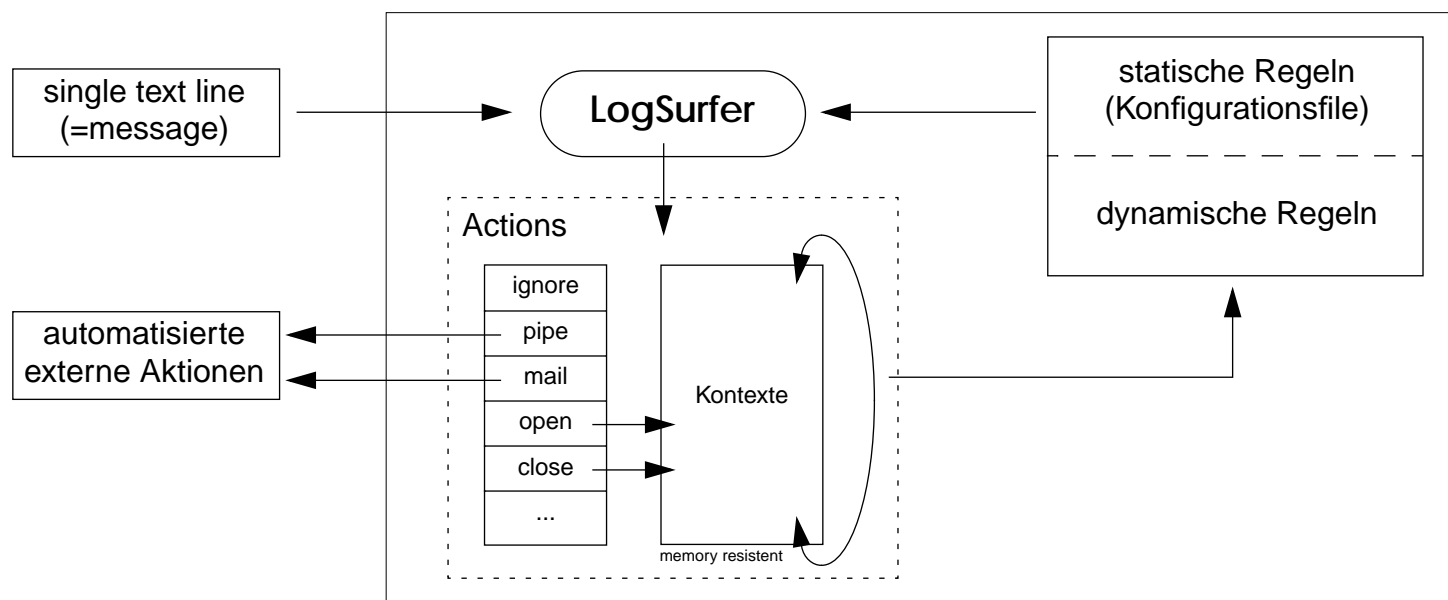 single text line
(=message)
LogSurfer
statische Regeln
(Konfigurationsfile)
dynamische Regeln
Actions
ignore
pipe
mail
open
close
...
Kontexte
memory resistent
automatisierte
externe Aktionen